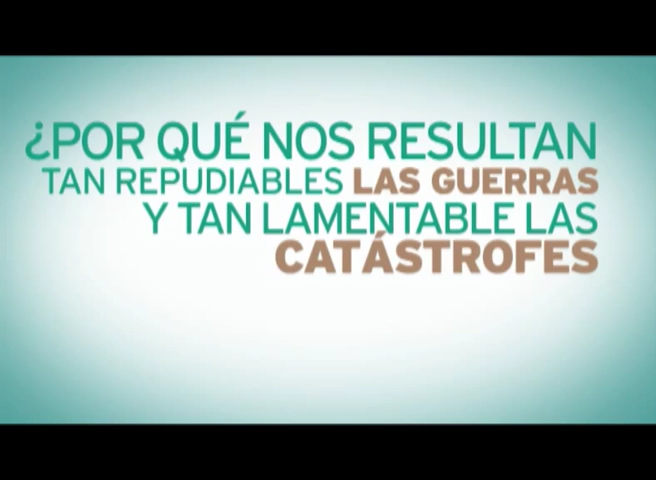 ¿POR QUÉ NOS RESULTAN
TAN REPUDIABLES LAS GUERRAS
Y TAN LAMENTABLE LAS
CATÁSTROFES